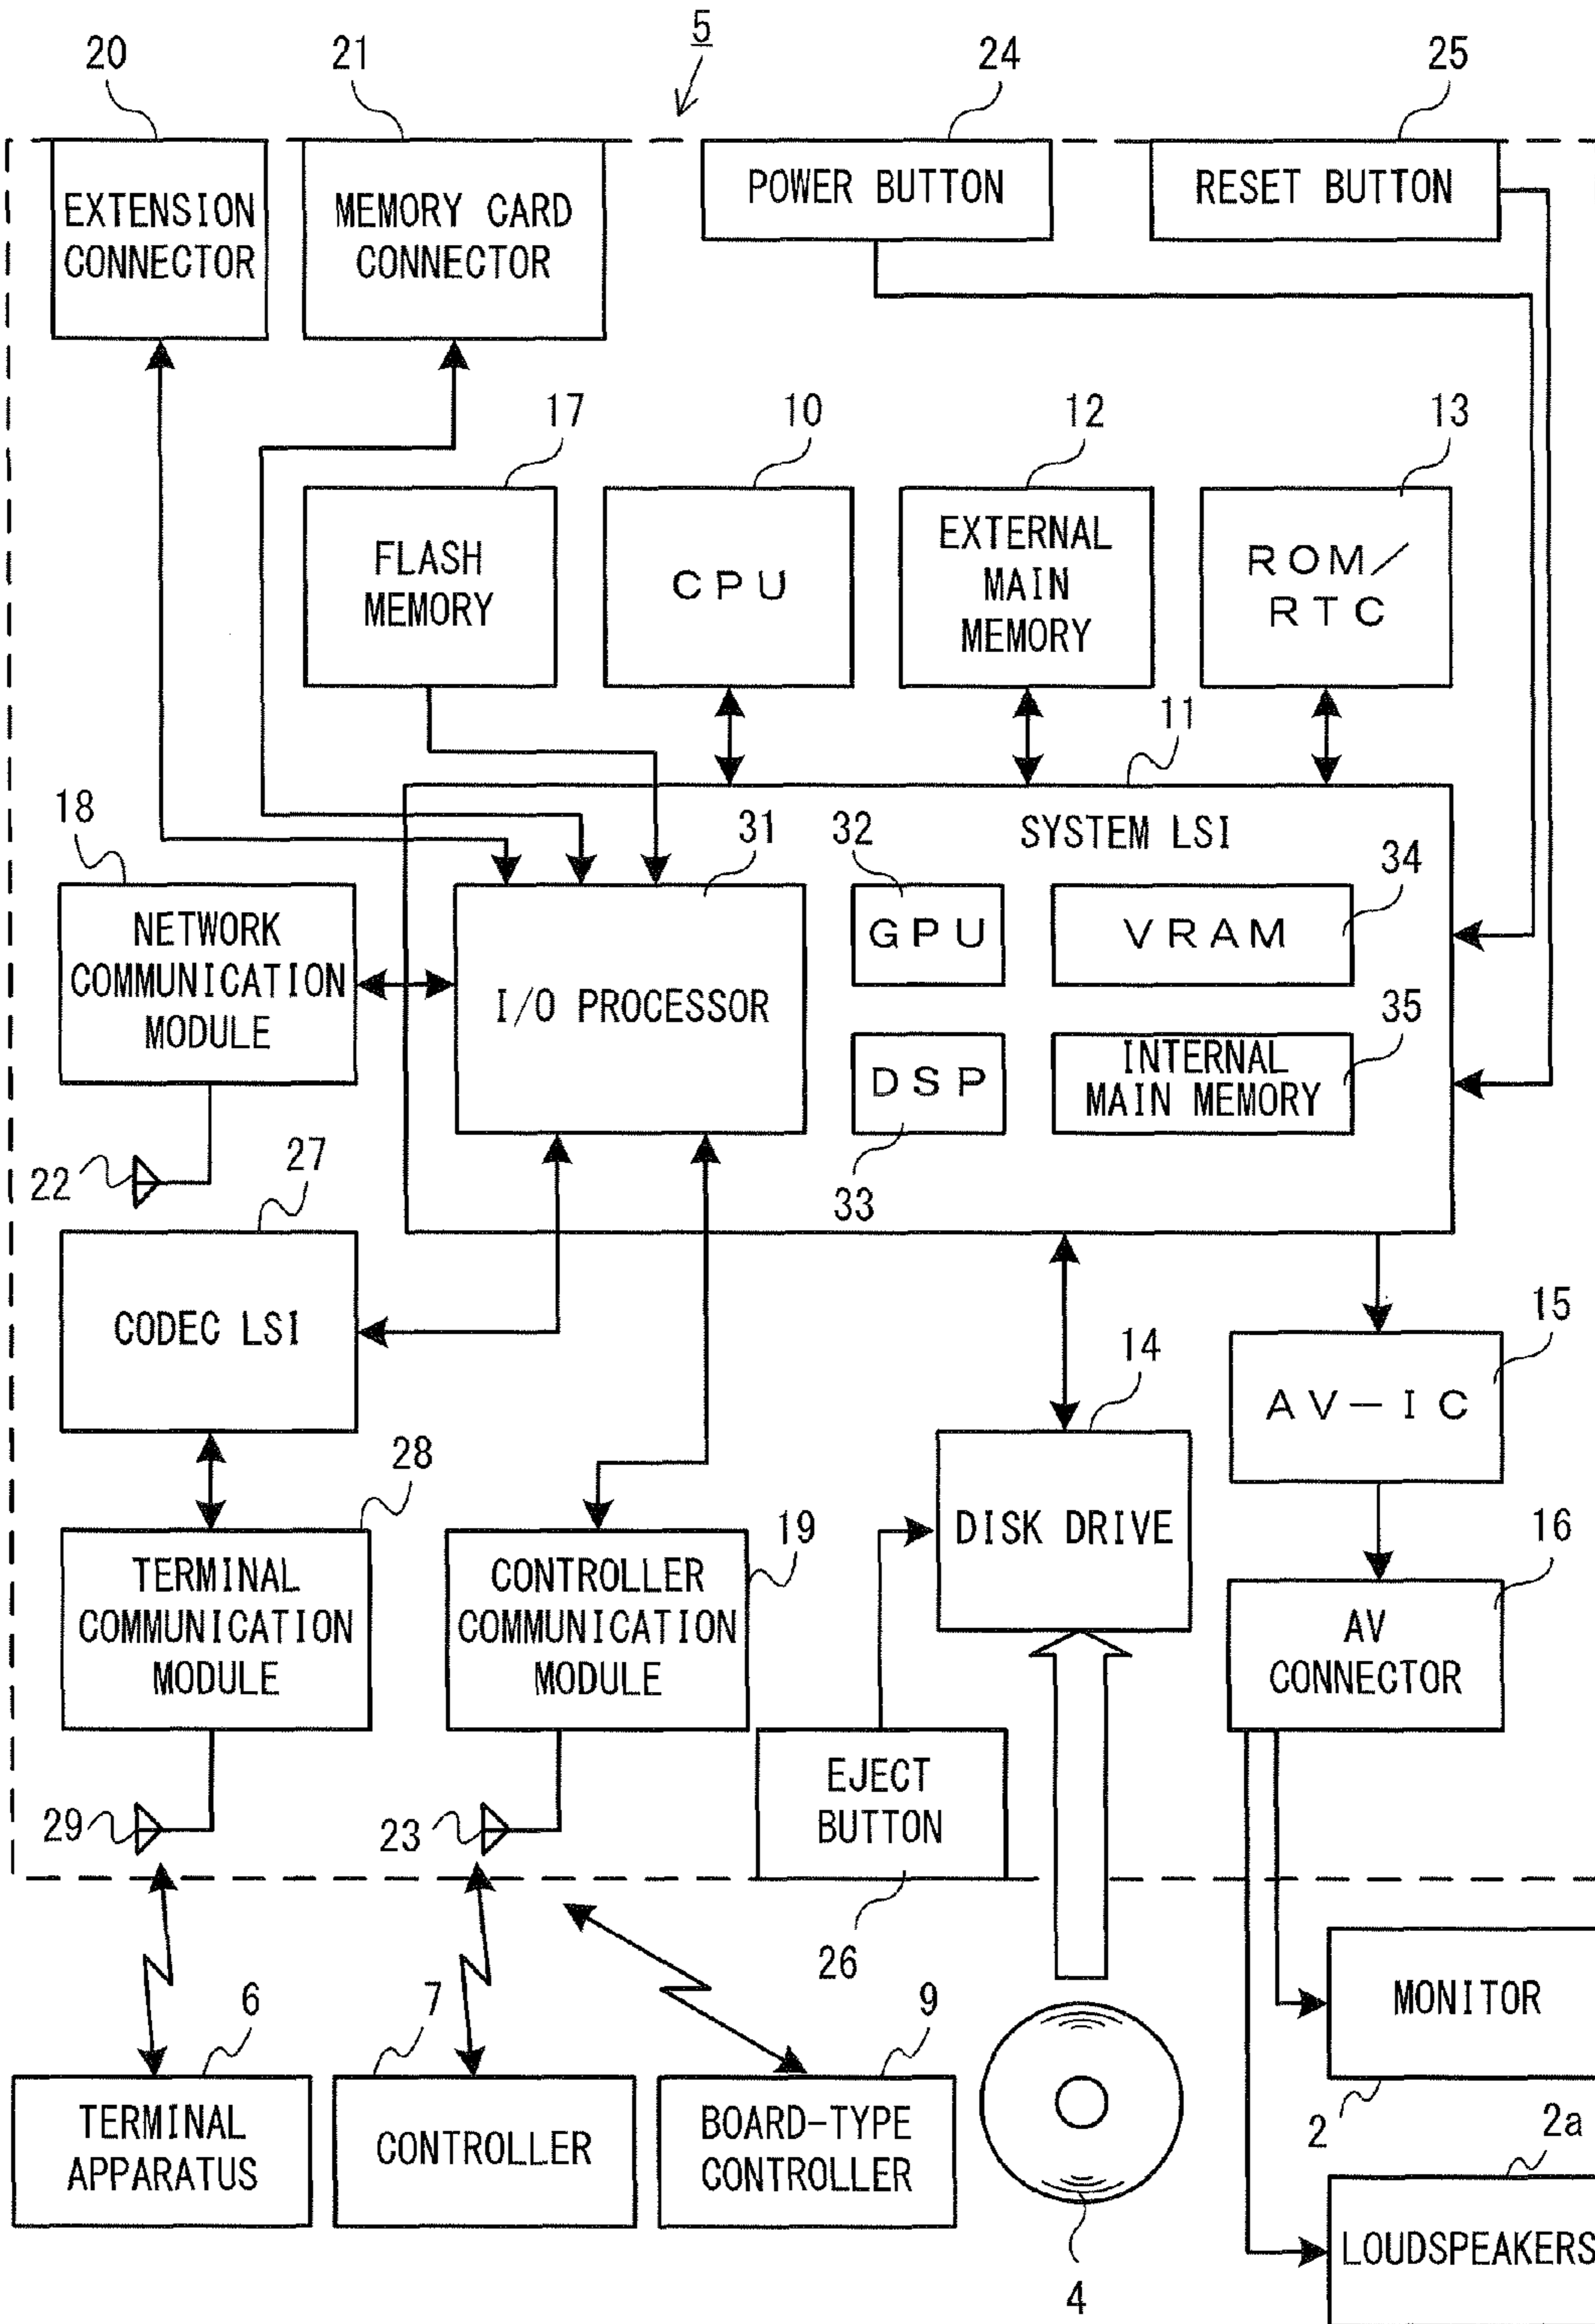 5
20
21
24
25
EXTENSION
CONNECTOR
MEMORY CARD
CONNECTOR
POWER BUTTON
RESET BUTTON
17
10
12
13
FLASH
MEMORY
CPU
EXTERNAL
MAIN
MEMORY
ROM/
RTC
11
18
31
32
SYSTEM LSI
34
NETWORK
COMMUNICATION
MODULE
I/O PROCESSOR
GPU
VRAM
35
DSP
INTERNAL
MAIN MEMORY
22
27
33
CODEC LSI
14
15
AV-IC
28
19
16
TERMINAL
COMMUNICATION
MODULE
CONTROLLER
COMMUNICATION
MODULE
DISK DRIVE
AV
CONNECTOR
29
23
EJECT
BUTTON
26
6
7
9
MONITOR
2
TERMINAL
APPARATUS
CONTROLLER
BOARD-TYPE
CONTROLLER
2a
4
LOUDSPEAKERS